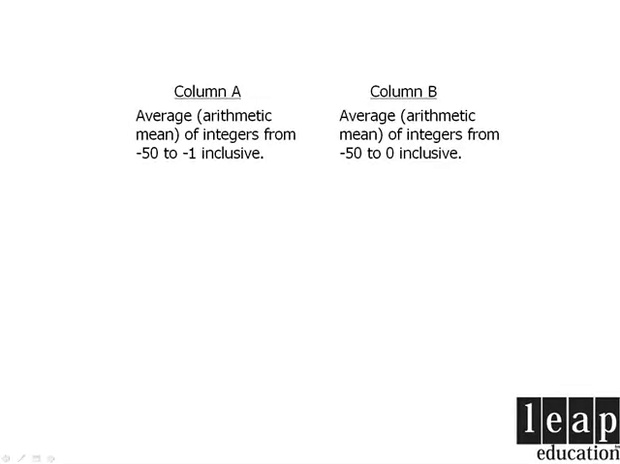 Column A
Average (arithmetic
mean) of integers from
-50 to -1 inclusive.
Column B
Average (arithmetic
mean) of integers from
-50 to 0 inclusive.
leap
education™